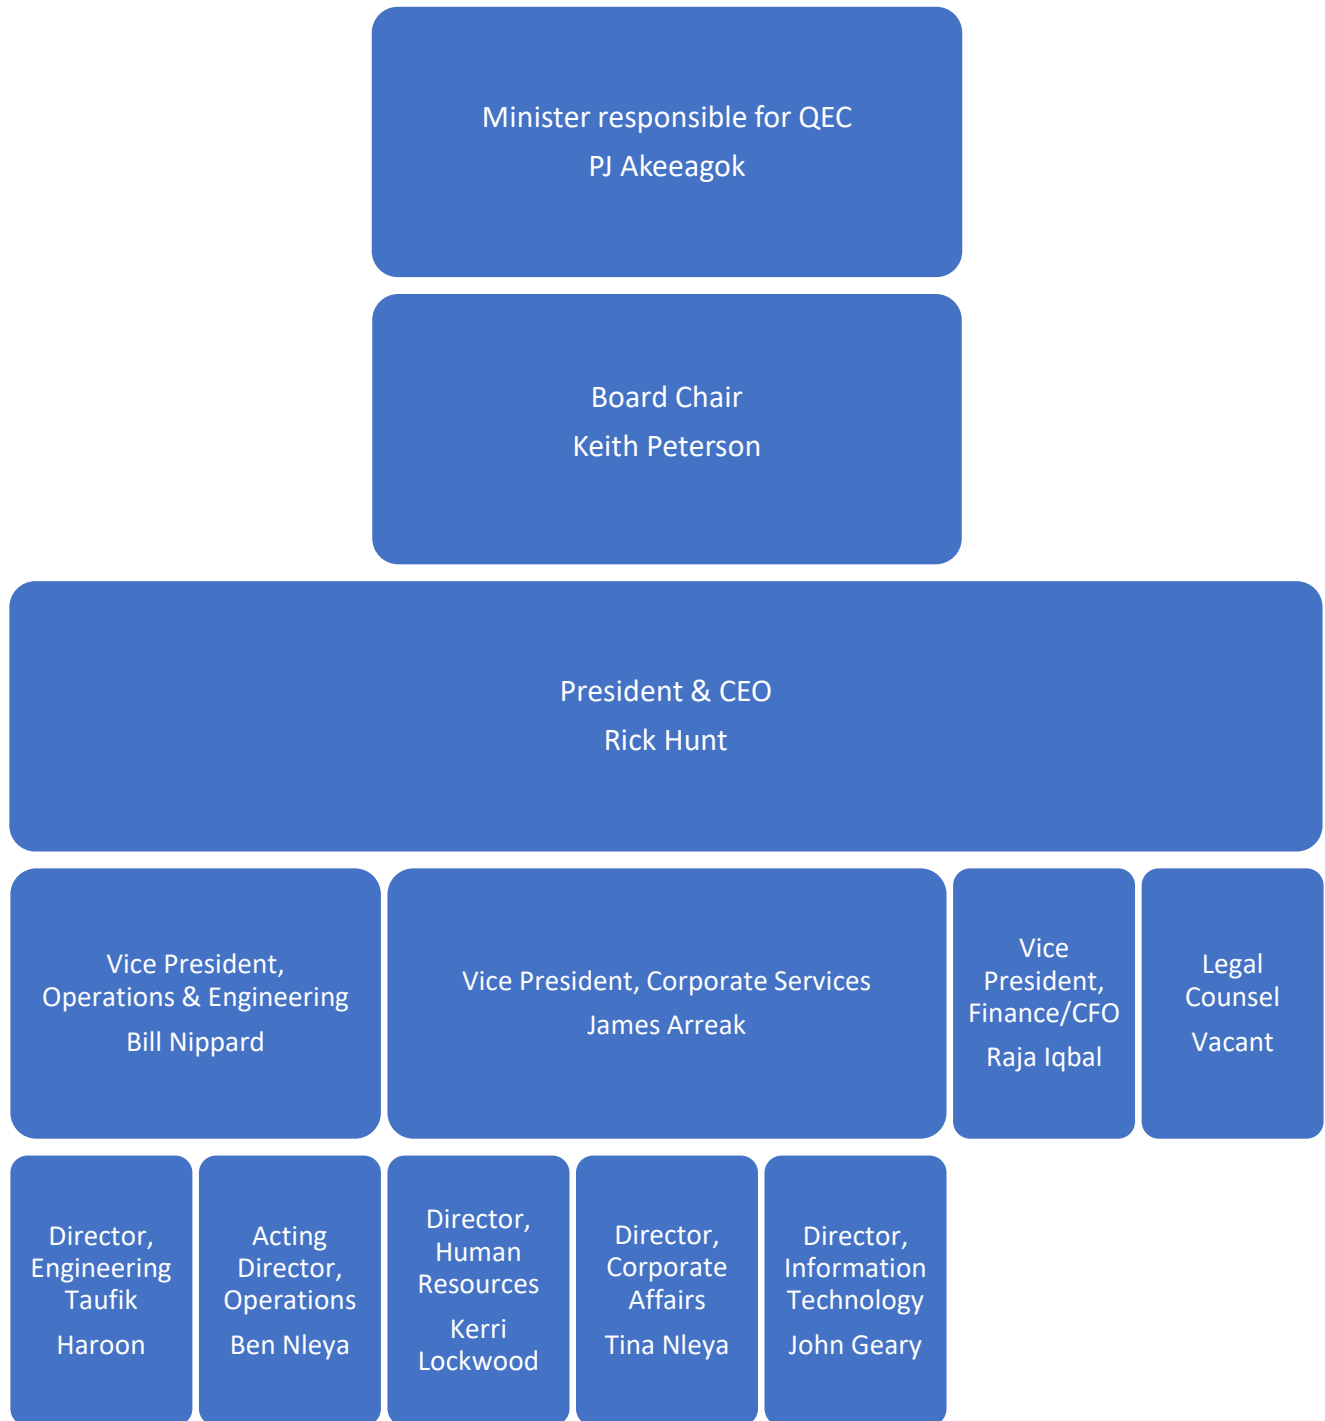 Minister responsible for QEC
PJ Akeeagok
Board Chair
Keith Peterson
President & CEO
Rick Hunt
Vice President,
Operations & Engineering
Bill Nippard
Vice President, Corporate Services
James Arreak
Vice
President,
Finance/CFO
Raja Iqbal
Legal
Counsel
Vacant
Director,
Engineering
Taufik
Haroon
Acting
Director,
Operations
Ben Nleya
Director,
Human
Resources
Kerri
Lockwood
Director,
Corporate
Affairs
Tina Nleya
Director,
Information
Technology
John Geary